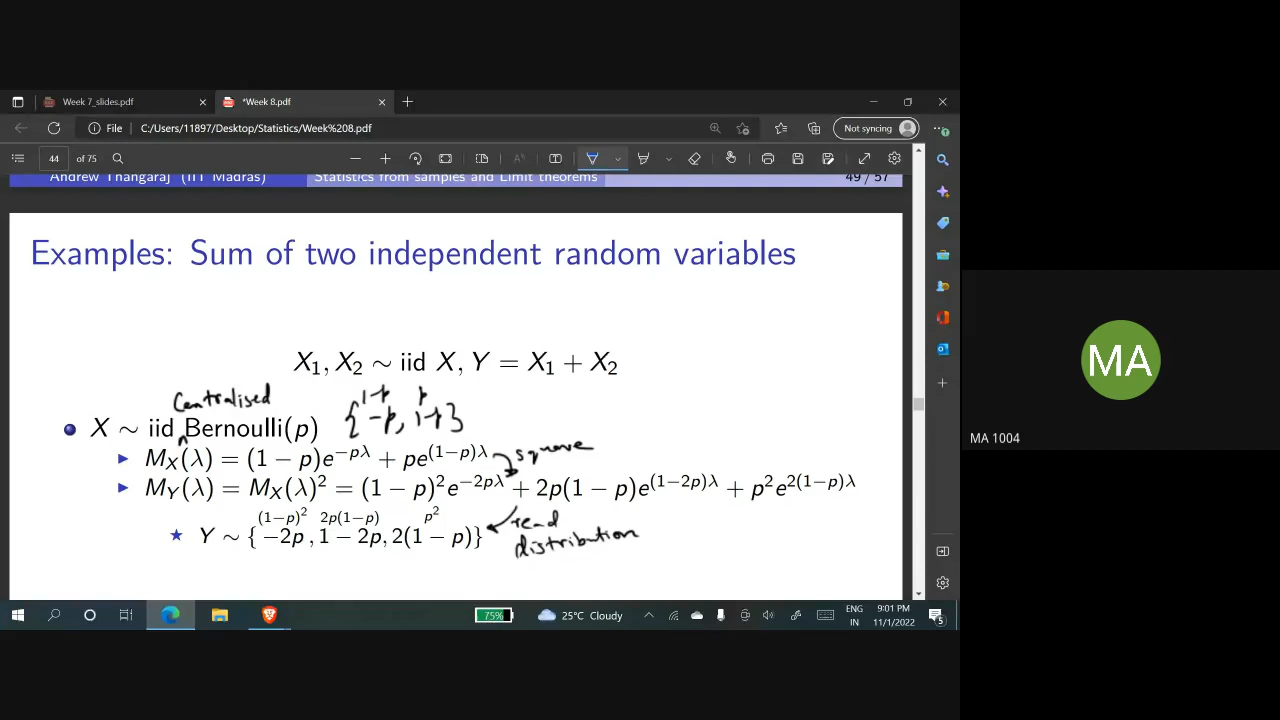 Week 7_slides.pdf
*Week 8.pdf
File
C:/Users/11897/Desktop/Statistics/Week%208.pdf
Not syncing
44 of 75
Andrew Thangaraj (IIT Madras) Statistics from samples and Limit theorems 49 / 57
Examples: Sum of two independent random variables
X₁, X₂ ~ iid X, Y = X₁ + X₂
Centralised
X ~ iid Bernoulli(p)
1-p p
{-p, 1-p}
M_X(λ) = (1 − p)e^{−pλ} + pe^{(1−p)λ}
square
M_Y(λ) = M_X(λ)² = (1 − p)²e^{−2pλ} + 2p(1 − p)e^{(1−2p)λ} + p²e^{2(1−p)λ}
(1−p)² 2p(1−p) p²
Y ~ { −2p , 1 − 2p, 2(1 − p)}
read
distribution
MA
MA 1004
75%
25°C Cloudy
ENG
IN
9:01 PM
11/1/2022
5